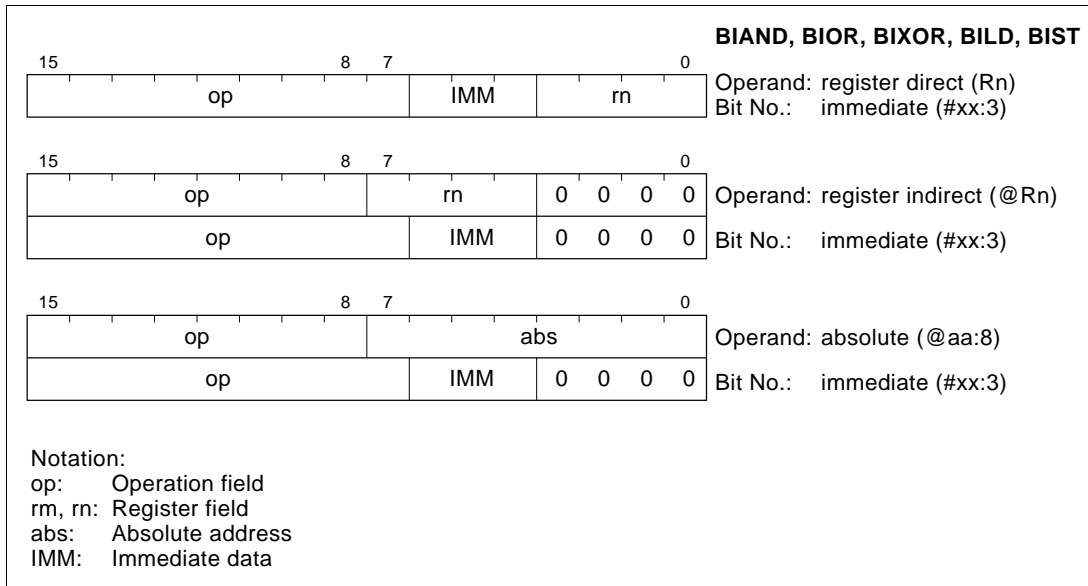 BIAND, BIOR, BIXOR, BILD, BIST
15 8 7 0
op IMM rn
Operand: register direct (Rn)
Bit No.: immediate (#xx:3)
15 8 7 0
op rn 0 0 0 0 Operand: register indirect (@Rn)
op IMM 0 0 0 0 Bit No.: immediate (#xx:3)
15 8 7 0
op abs Operand: absolute (@aa:8)
op IMM 0 0 0 0 Bit No.: immediate (#xx:3)
Notation:
op: Operation field
rm, rn: Register field
abs: Absolute address
IMM: Immediate data